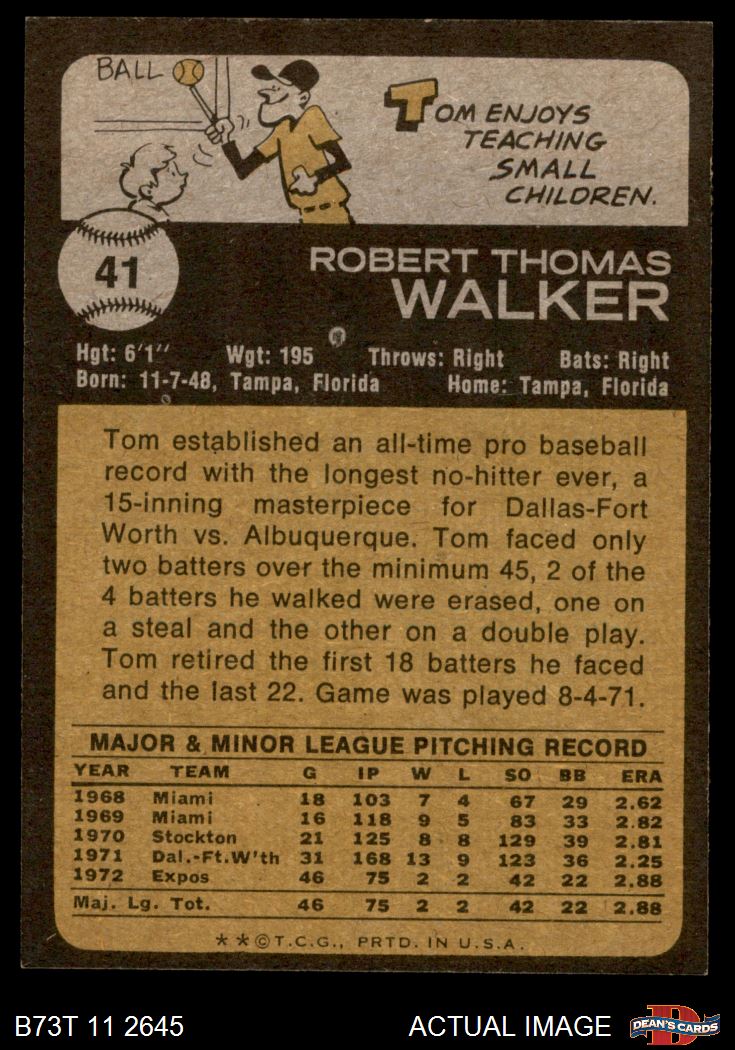 BALL
TOM ENJOYS
TEACHING
SMALL
CHILDREN.
41
ROBERT THOMAS
WALKER
Hgt: 6'1" Wgt: 195 Throws: Right Bats: Right
Born: 11-7-48, Tampa, Florida Home: Tampa, Florida
Tom established an all-time pro baseball
record with the longest no-hitter ever, a
15-inning masterpiece for Dallas-Fort
Worth vs. Albuquerque. Tom faced only
two batters over the minimum 45, 2 of the
4 batters he walked were erased, one on
a steal and the other on a double play.
Tom retired the first 18 batters he faced
and the last 22. Game was played 8-4-71.
MAJOR & MINOR LEAGUE PITCHING RECORD
YEAR TEAM G IP W L SO BB ERA
1968 Miami 18 103 7 4 67 29 2.62
1969 Miami 16 118 9 5 83 33 2.82
1970 Stockton 21 125 8 8 129 39 2.81
1971 Dal.-Ft.W'th 31 168 13 9 123 36 2.25
1972 Expos 46 75 2 2 42 22 2.88
Maj. Lg. Tot. 46 75 2 2 42 22 2.88
**©T.C.G., PRTD. IN U.S.A.
B73T 11 2645 ACTUAL IMAGE D DEAN'S CARDS